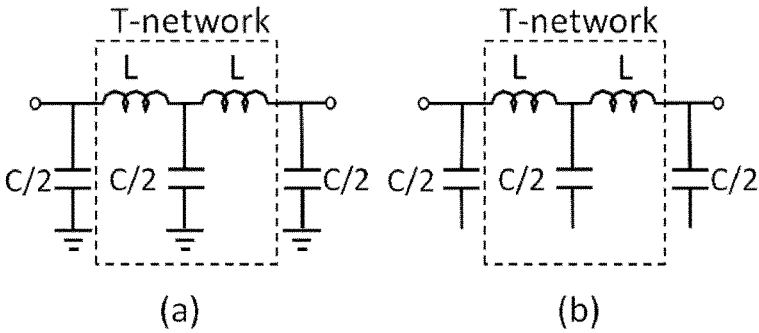 T-network T-network
L L L L
C/2 C/2 C/2 C/2 C/2 C/2
(a) (b)